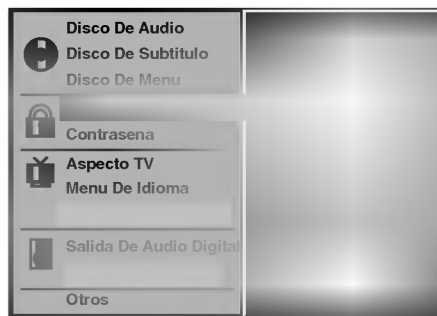 Disco De Audio
Disco De Subtitulo
Disco De Menu
Contrasena
Aspecto TV
Menu De Idioma
Salida De Audio Digital
Otros